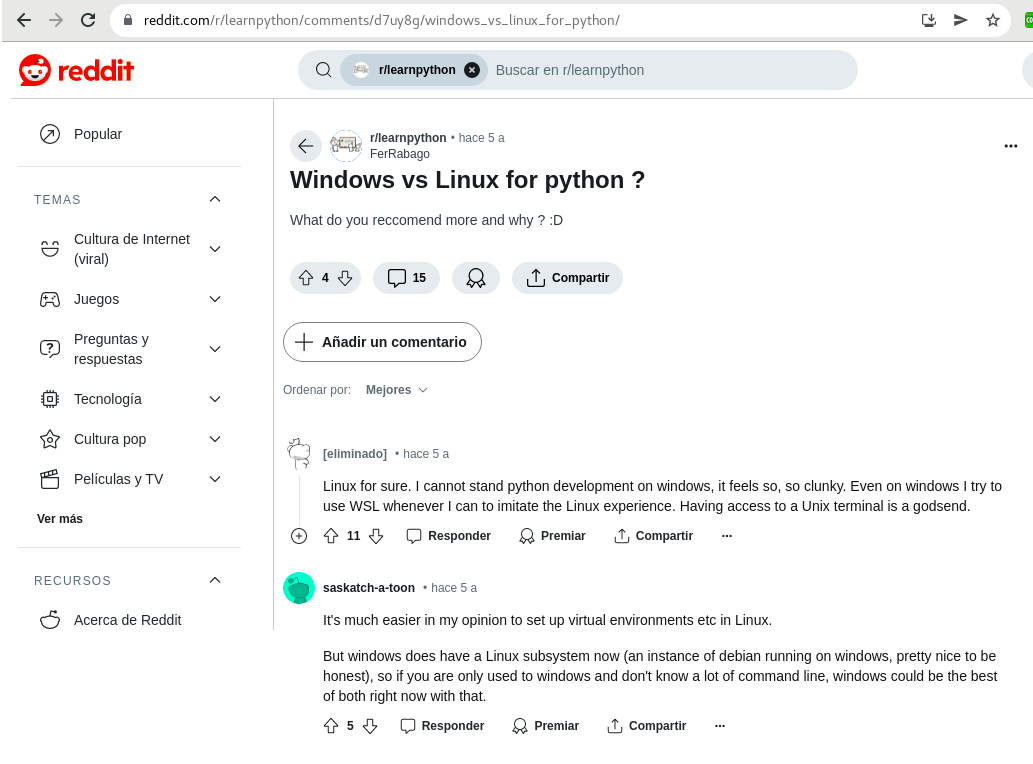 reddit.com/r/learnpython/comments/d7uy8g/windows_vs_linux_for_python/
reddit
r/learnpython
Buscar en r/learnpython
Popular
TEMAS
Cultura de Internet
(viral)
Juegos
Preguntas y
respuestas
Tecnología
Cultura pop
Películas y TV
Ver más
RECURSOS
Acerca de Reddit
r/learnpython • hace 5 a
FerRabago
Windows vs Linux for python ?
What do you reccomend more and why ? :D
4
15
Compartir
Añadir un comentario
Ordenar por: Mejores
[eliminado] • hace 5 a
Linux for sure. I cannot stand python development on windows, it feels so, so clunky. Even on windows I try to
use WSL whenever I can to imitate the Linux experience. Having access to a Unix terminal is a godsend.
11 Responder Premiar Compartir ...
saskatch-a-toon • hace 5 a
It's much easier in my opinion to set up virtual environments etc in Linux.
But windows does have a Linux subsystem now (an instance of debian running on windows, pretty nice to be
honest), so if you are only used to windows and don't know a lot of command line, windows could be the best
of both right now with that.
5 Responder Premiar Compartir ...